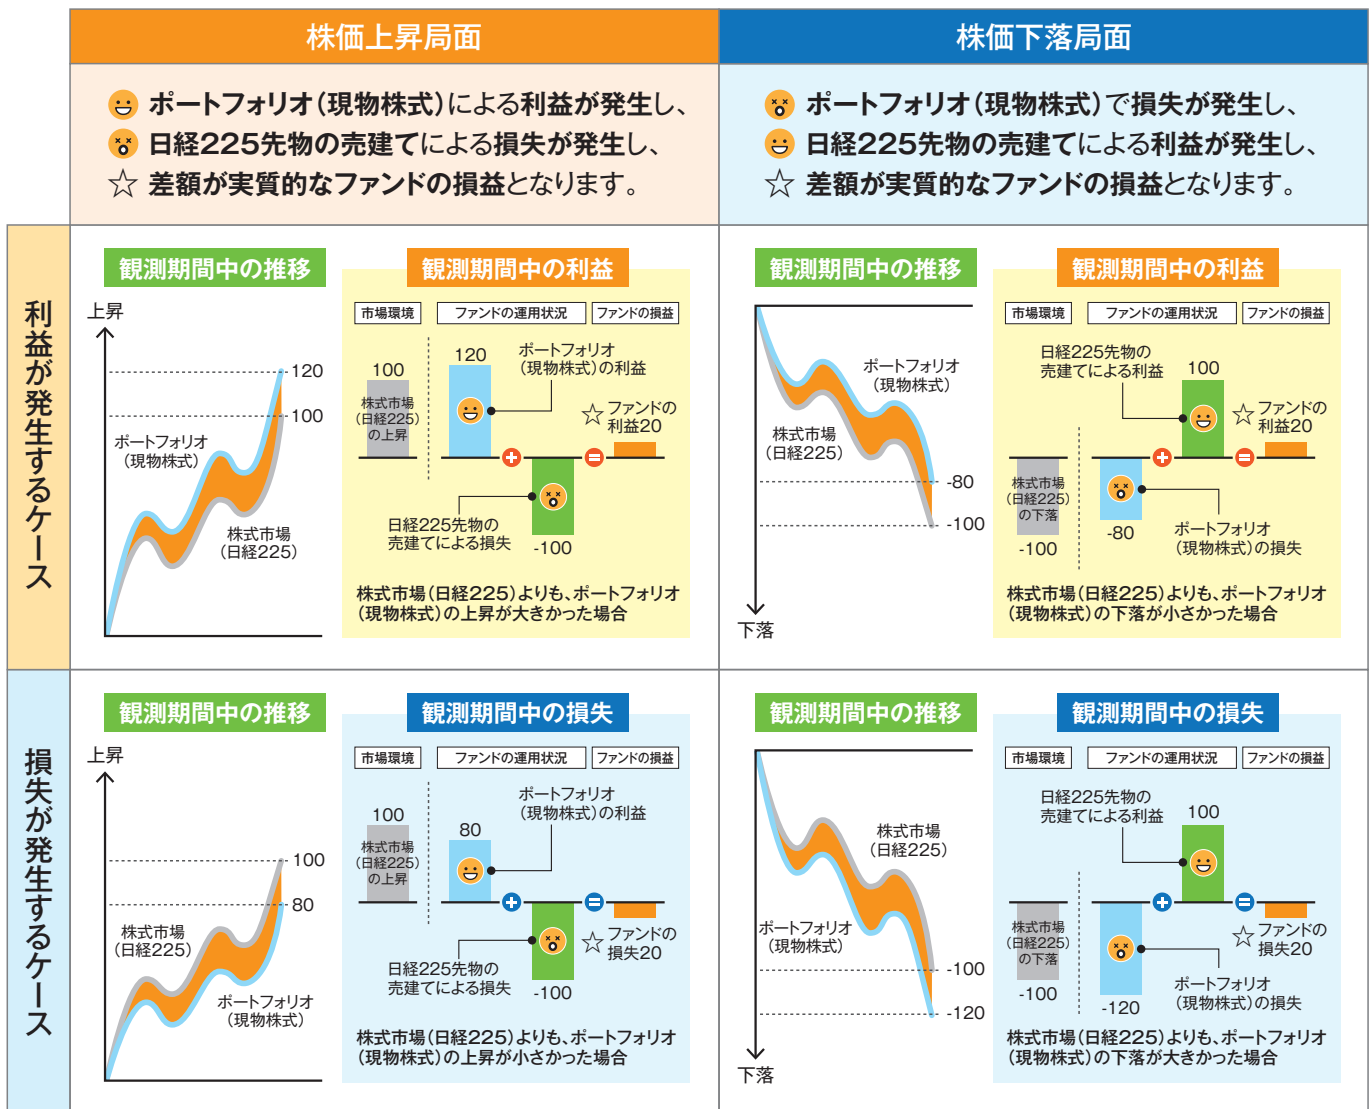 株価上昇局面
株価下落局面
ポートフォリオ(現物株式)による利益が発生し、
日経225先物の売建てによる損失が発生し、
☆ 差額が実質的なファンドの損益となります。
ポートフォリオ(現物株式)で損失が発生し、
日経225先物の売建てによる利益が発生し、
☆ 差額が実質的なファンドの損益となります。
利益が発生するケース
観測期間中の推移
上昇
120
100
ポートフォリオ
(現物株式)
株式市場
(日経225)
観測期間中の利益
市場環境
ファンドの運用状況
ファンドの損益
100
株式市場
(日経225)
の上昇
120
ポートフォリオ
(現物株式)の利益
☆ ファンドの
利益20
+
=
日経225先物の
売建てによる損失
-100
株式市場(日経225)よりも、ポートフォリオ
(現物株式)の上昇が大きかった場合
観測期間中の推移
ポートフォリオ
(現物株式)
株式市場
(日経225)
-80
-100
下落
観測期間中の利益
市場環境
ファンドの運用状況
ファンドの損益
日経225先物の
売建てによる利益
100
☆ ファンドの
利益20
+
=
株式市場
(日経225)
の下落
-100
-80
ポートフォリオ
(現物株式)の損失
株式市場(日経225)よりも、ポートフォリオ
(現物株式)の下落が小さかった場合
損失が発生するケース
観測期間中の推移
上昇
100
80
株式市場
(日経225)
ポートフォリオ
(現物株式)
観測期間中の損失
市場環境
ファンドの運用状況
ファンドの損益
100
株式市場
(日経225)
の上昇
80
ポートフォリオ
(現物株式)の利益
+
=
☆ ファンドの
損失20
日経225先物の
売建てによる損失
-100
株式市場(日経225)よりも、ポートフォリオ
(現物株式)の上昇が小さかった場合
観測期間中の推移
株式市場
(日経225)
ポートフォリオ
(現物株式)
-100
-120
下落
観測期間中の損失
市場環境
ファンドの運用状況
ファンドの損益
日経225先物の
売建てによる利益
100
+
=
☆ ファンドの
損失20
株式市場
(日経225)
の下落
-100
-120
ポートフォリオ
(現物株式)の損失
株式市場(日経225)よりも、ポートフォリオ
(現物株式)の下落が大きかった場合